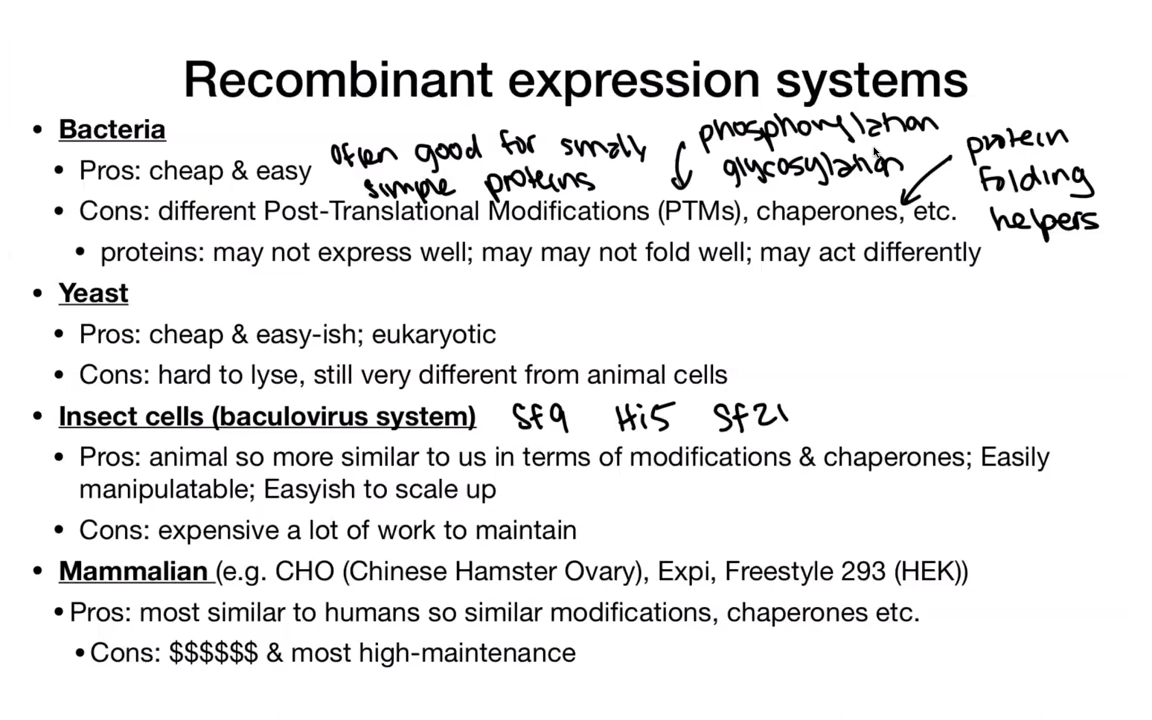 Recombinant expression systems
• Bacteria
• Pros: cheap & easy
often good for small
simple proteins
phosphorylation
glycosylation
protein
folding
helpers
• Cons: different Post-Translational Modifications (PTMs), chaperones, etc.
• proteins: may not express well; may may not fold well; may act differently
• Yeast
• Pros: cheap & easy-ish; eukaryotic
• Cons: hard to lyse, still very different from animal cells
• Insect cells (baculovirus system) Sf9 Hi5 Sf21
• Pros: animal so more similar to us in terms of modifications & chaperones; Easily
manipulatable; Easyish to scale up
• Cons: expensive a lot of work to maintain
• Mammalian (e.g. CHO (Chinese Hamster Ovary), Expi, Freestyle 293 (HEK))
• Pros: most similar to humans so similar modifications, chaperones etc.
• Cons: $$$$$$ & most high-maintenance